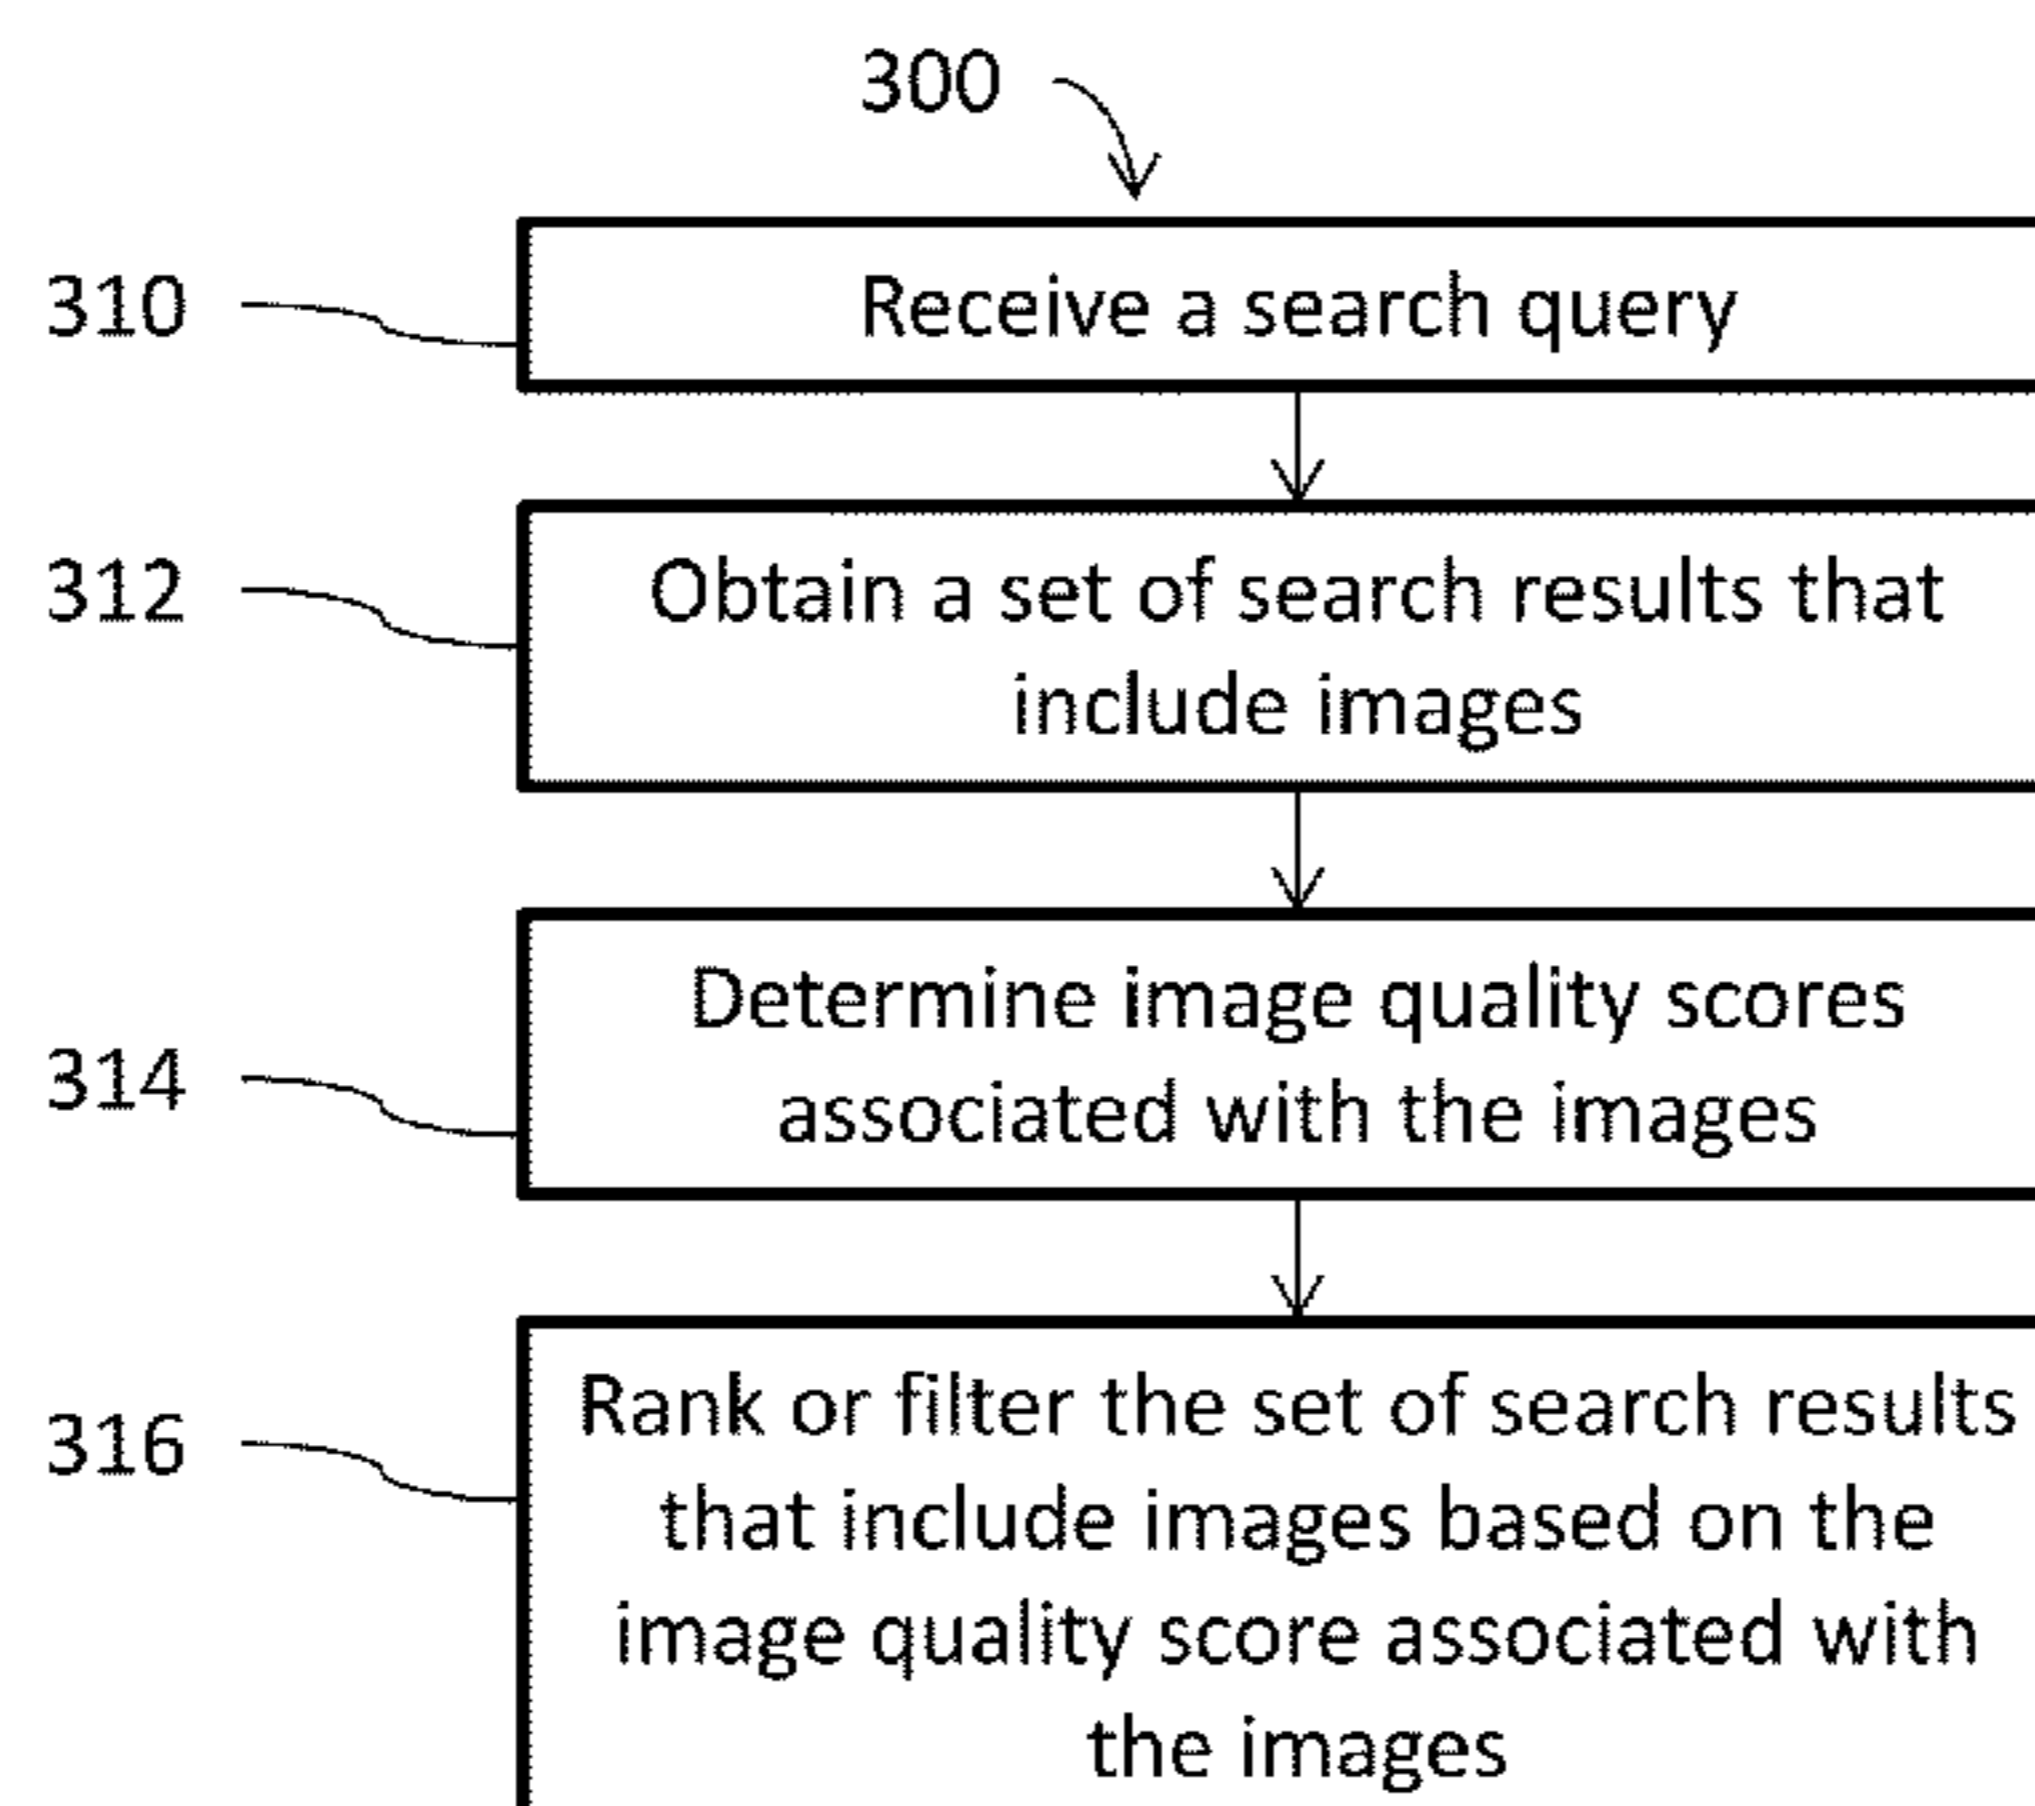 300
310
Receive a search query
312
Obtain a set of search results that
include images
314
Determine image quality scores
associated with the images
316
Rank or filter the set of search results
that include images based on the
image quality score associated with
the images